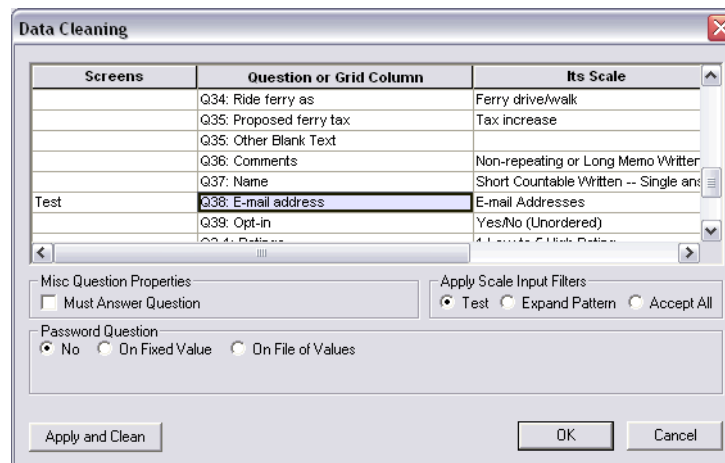 Data Cleaning
Screens Question or Grid Column Its Scale
Q34: Ride ferry as Ferry drive/walk
Q35: Proposed ferry tax Tax increase
Q35: Other Blank Text
Q36: Comments Non-repeating or Long Memo Written
Q37: Name Short Countable Written -- Single ans
Test Q38: E-mail address E-mail Addresses
Q39: Opt-in Yes/No (Unordered)
Misc Question Properties Apply Scale Input Filters
Must Answer Question Test Expand Pattern Accept All
Password Question
No On Fixed Value On File of Values
Apply and Clean OK Cancel